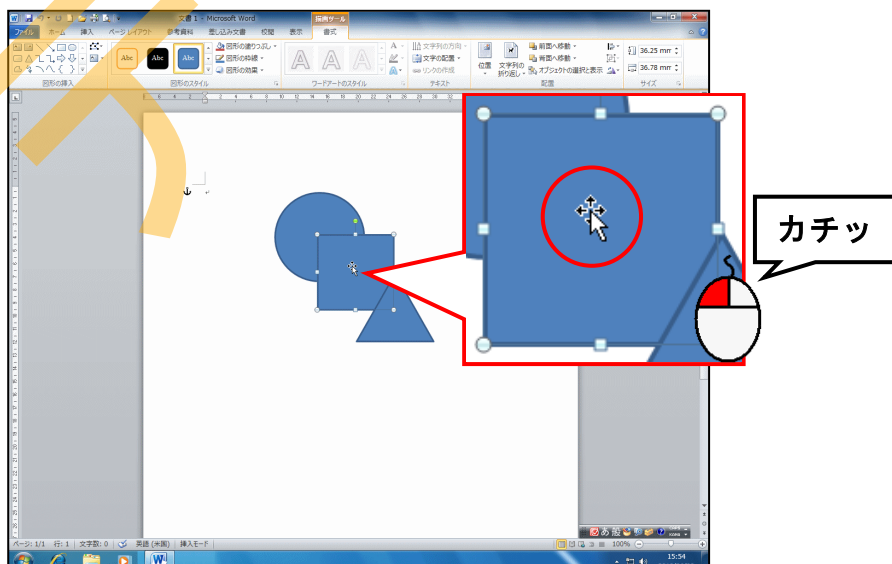 文書 1 - Microsoft Word
描画ツール
ファイル ホーム 挿入 ページ レイアウト 参考資料 差し込み文書 校閲 表示 書式
Abc Abc Abc
図形の塗りつぶし
図形の枠線
図形の効果
A A A
文字列の方向
文字の配置
リンクの作成
位置
文字列の
折り返し
前面へ移動
背面へ移動
オブジェクトの選択と表示
36.25 mm
36.78 mm
図形の挿入 図形のスタイル ワードアートのスタイル テキスト 配置 サイズ
カチッ
あ 般
ページ: 1/1 行: 1 文字数: 0 英語 (米国) 挿入モード
100%
15:54